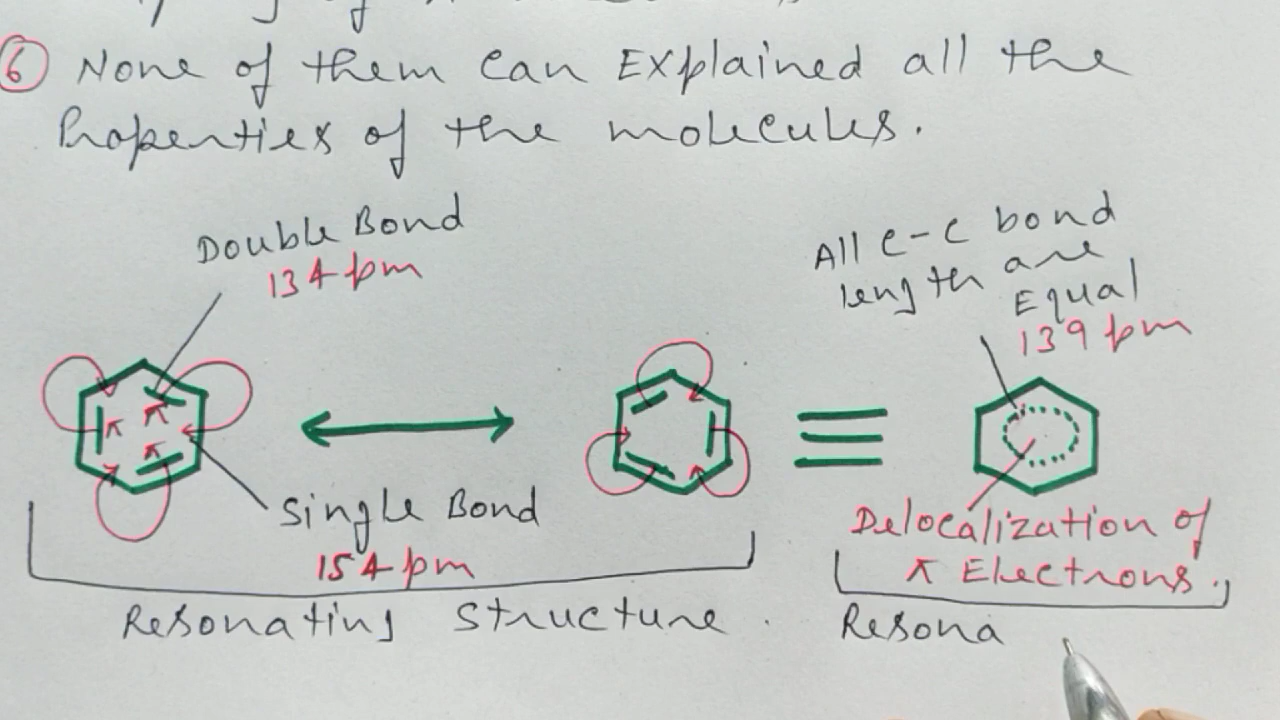 6 None of them can Explained all the
Properties of the molecules.
Double Bond
134 pm
All C-C bond
length are
Equal
139 pm
π π π
Single Bond
154 pm
Delocalization of
π Electrons.
Resonating Structure.
Resona